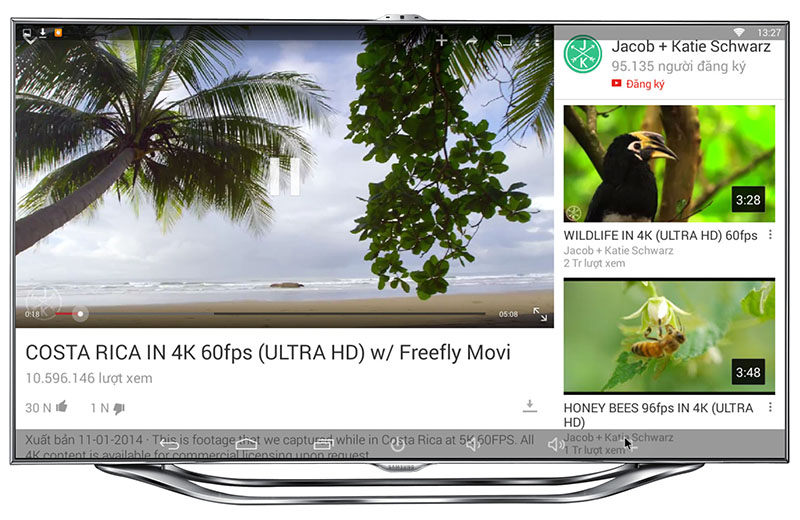 13:27
Jacob + Katie Schwarz
95.135 người đăng ký
Đăng ký
JK
3:28
WILDLIFE IN 4K (ULTRA HD) 60fps
Jacob + Katie Schwarz
2 Tr lượt xem
0:18
05:08
3:48
COSTA RICA IN 4K 60fps (ULTRA HD) w/ Freefly Movi
10.596.146 lượt xem
30 N
1 N
HONEY BEES 96fps IN 4K (ULTRA
HD)
Jacob + Katie Schwarz
1 Tr lượt xem
Xuất bản 11-01-2014 · This is footage that we captured while in Costa Rica at 5K 60FPS. All
4K content is available for commercial licensing upon request
SAMSUNG